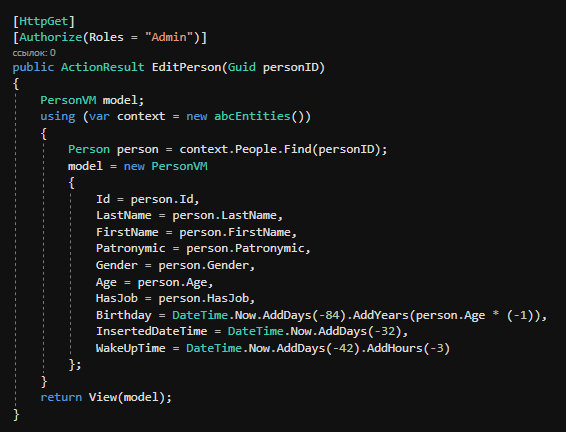 [HttpGet]
[Authorize(Roles = "Admin")]
ссылок: 0
public ActionResult EditPerson(Guid personID)
{
PersonVM model;
using (var context = new abcEntities())
{
Person person = context.People.Find(personID);
model = new PersonVM
{
Id = person.Id,
LastName = person.LastName,
FirstName = person.FirstName,
Patronymic = person.Patronymic,
Gender = person.Gender,
Age = person.Age,
HasJob = person.HasJob,
Birthday = DateTime.Now.AddDays(-84).AddYears(person.Age * (-1)),
InsertedDateTime = DateTime.Now.AddDays(-32),
WakeUpTime = DateTime.Now.AddDays(-42).AddHours(-3)
};
}
return View(model);
}